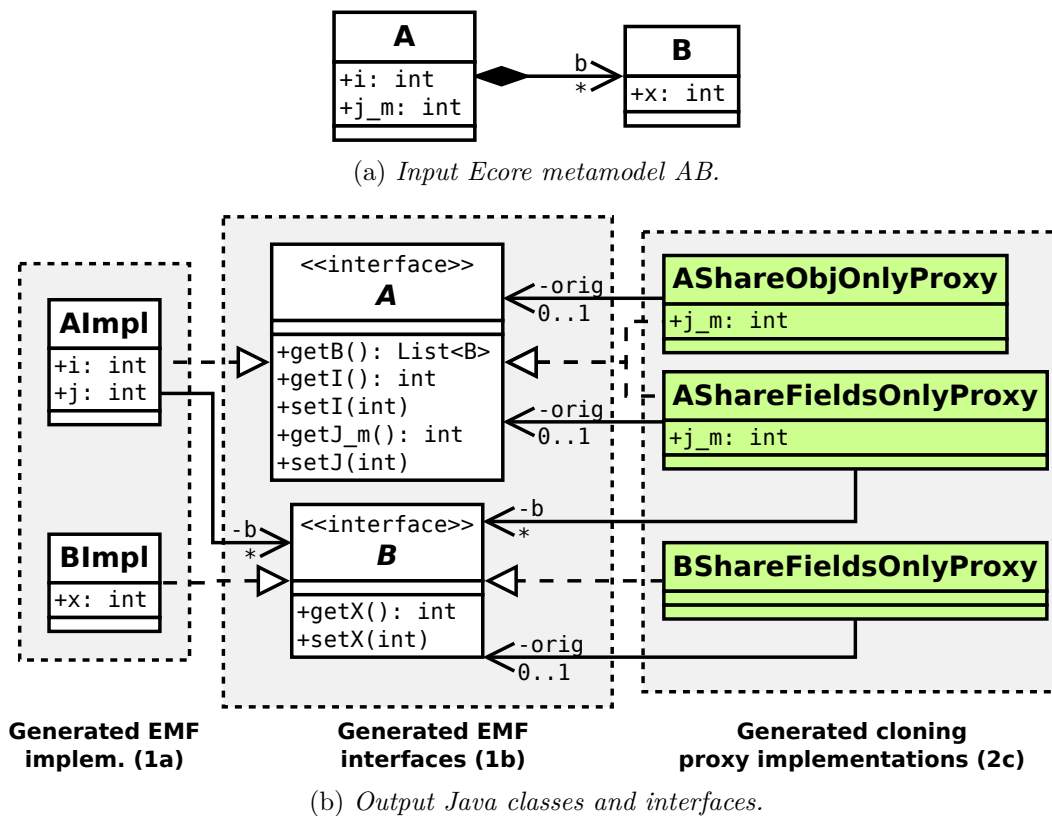 A
+i: int
+j_m: int
b
*
B
+x: int
(a) Input Ecore metamodel AB.
AImpl
+i: int
+j: int
BImpl
+x: int
<<interface>>
A
+getB(): List<B>
+getI(): int
+setI(int)
+getJ_m(): int
+setJ(int)
-b
*
<<interface>>
B
+getX(): int
+setX(int)
-orig
0..1
-orig
0..1
-b
*
-orig
0..1
AShareObjOnlyProxy
+j_m: int
AShareFieldsOnlyProxy
+j_m: int
BShareFieldsOnlyProxy
Generated EMF
implem. (1a)
Generated EMF
interfaces (1b)
Generated cloning
proxy implementations (2c)
(b) Output Java classes and interfaces.